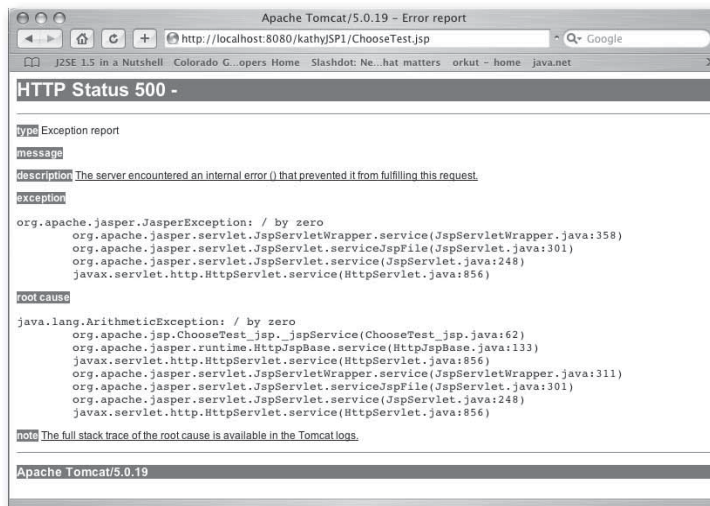 Apache Tomcat/5.0.19 - Error report
http://localhost:8080/kathyJSP1/ChooseTest.jsp
Google
J2SE 1.5 in a Nutshell Colorado G...opers Home Slashdot: Ne...hat matters orkut - home java.net
HTTP Status 500 -
type Exception report
message
description The server encountered an internal error () that prevented it from fulfilling this request.
exception
org.apache.jasper.JasperException: / by zero
org.apache.jasper.servlet.JspServletWrapper.service(JspServletWrapper.java:358)
org.apache.jasper.servlet.JspServlet.serviceJspFile(JspServlet.java:301)
org.apache.jasper.servlet.JspServlet.service(JspServlet.java:248)
javax.servlet.http.HttpServlet.service(HttpServlet.java:856)
root cause
java.lang.ArithmeticException: / by zero
org.apache.jsp.ChooseTest_jsp._jspService(ChooseTest_jsp.java:62)
org.apache.jasper.runtime.HttpJspBase.service(HttpJspBase.java:133)
javax.servlet.http.HttpServlet.service(HttpServlet.java:856)
org.apache.jasper.servlet.JspServletWrapper.service(JspServletWrapper.java:311)
org.apache.jasper.servlet.JspServlet.serviceJspFile(JspServlet.java:301)
org.apache.jasper.servlet.JspServlet.service(JspServlet.java:248)
javax.servlet.http.HttpServlet.service(HttpServlet.java:856)
note The full stack trace of the root cause is available in the Tomcat logs.
Apache Tomcat/5.0.19